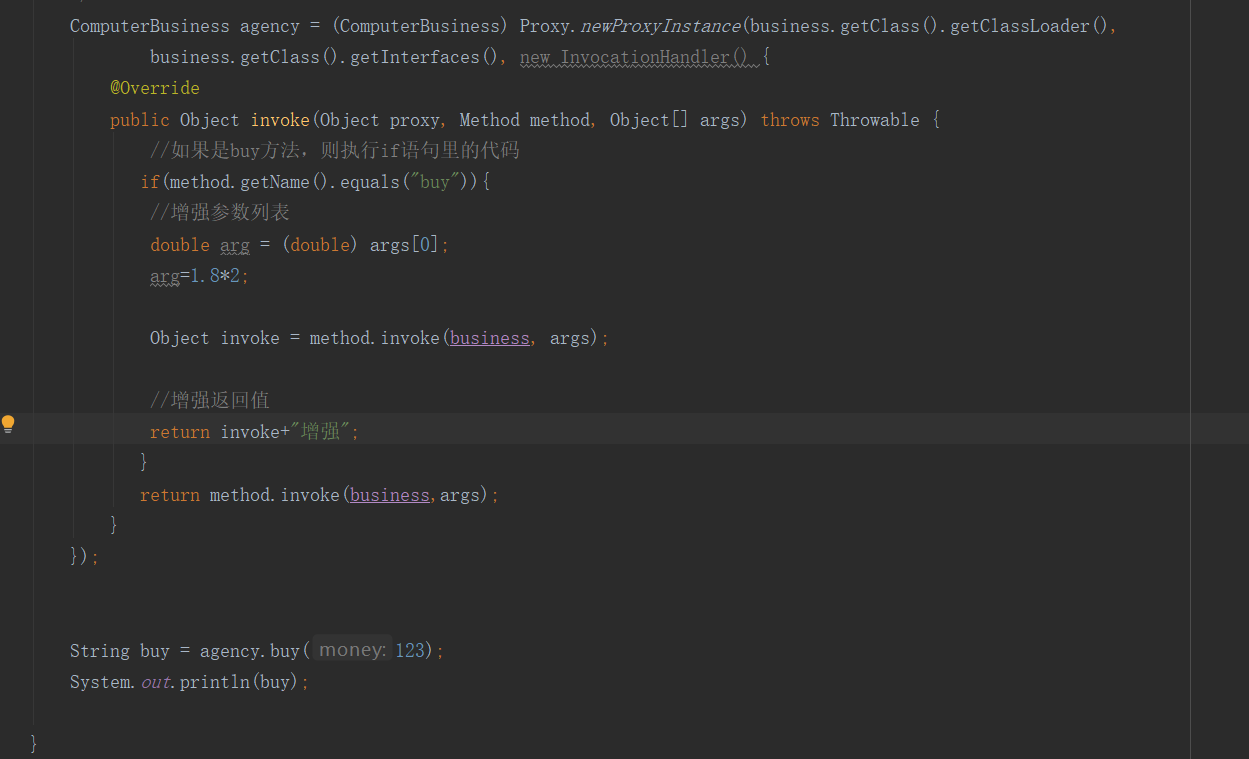 ComputerBusiness agency = (ComputerBusiness) Proxy.newProxyInstance(business.getClass().getClassLoader(),
business.getClass().getInterfaces(), new InvocationHandler() {
@Override
public Object invoke(Object proxy, Method method, Object[] args) throws Throwable {
//如果是buy方法，则执行if语句里的代码
if(method.getName().equals("buy")){
//增强参数列表
double arg = (double) args[0];
arg=1.8*2;
Object invoke = method.invoke(business, args);
//增强返回值
return invoke+"增强";
}
return method.invoke(business,args);
}
});
String buy = agency.buy( money: 123);
System.out.println(buy);
}